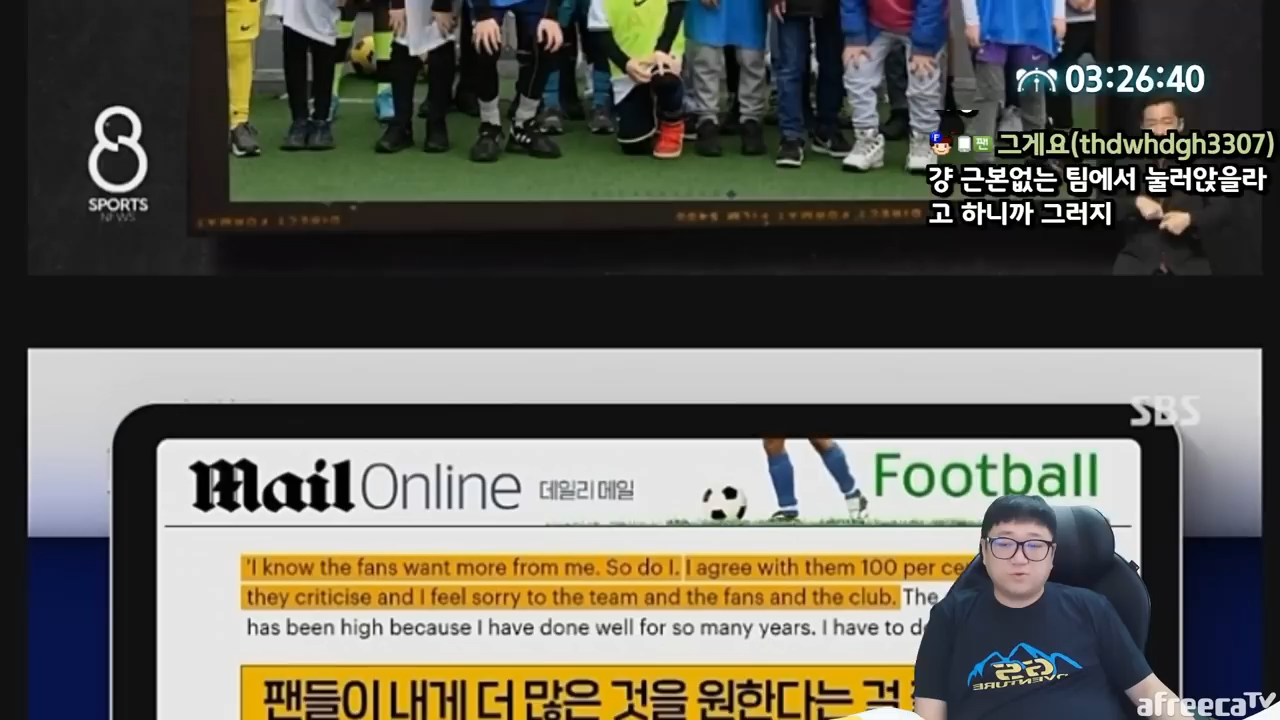 03:26:40
그게요(thdwhdgh3307)
걍 근본없는 팀에서 눌러앉을라
고 하니까 그러지
8
SPORTS
NEWS
SBS
Mail Online 데일리메일
Football
'I know the fans want more from me. So do I. I agree with them 100 per
they criticise and I feel sorry to the team and the fans and the club. The
has been high because I have done well for so many years. I have to
팬들이 내게 더 많은 것을 원한다는 걸
afreecaTV